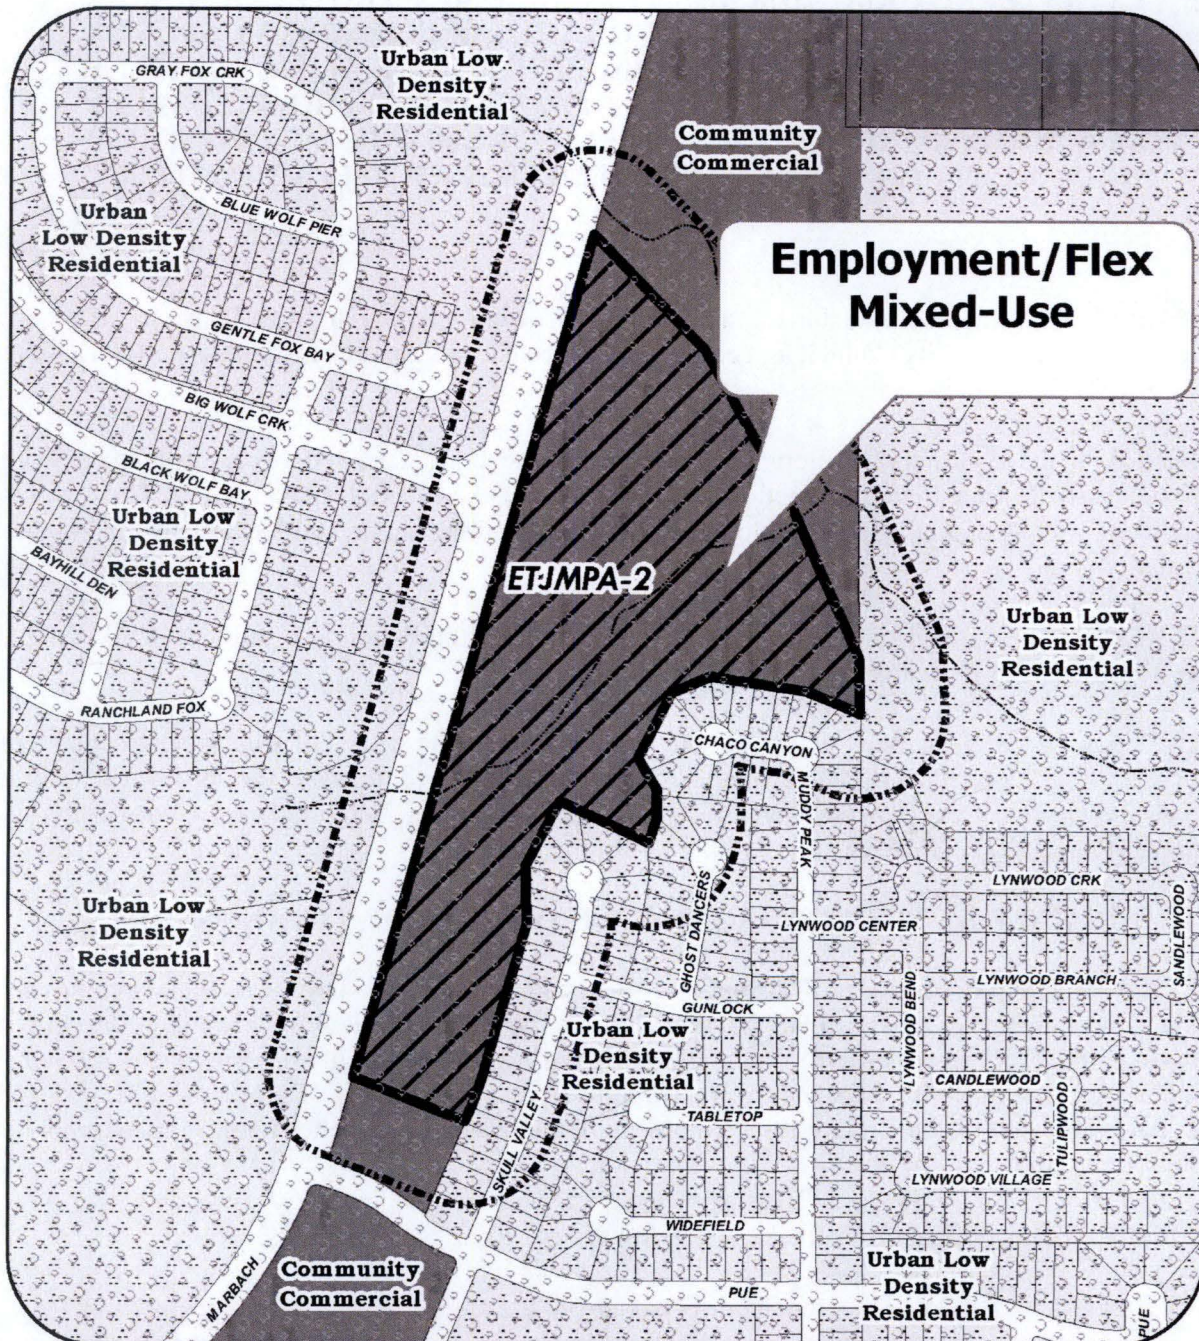 GRAY FOX CRK
Urban Low
Density
Residential
Community
Commercial
Urban
Low Density
Residential
BLUE WOLF PIER
Employment/Flex
Mixed-Use
GENTLE FOX BAY
BIG WOLF CRK
BLACK WOLF BAY
Urban Low
Density
Residential
BAYHILL DEN
ETJMPA-2
Urban Low
Density
Residential
RANCHLAND FOX
CHACO CANYON
MUDDY PEAK
Urban Low
Density
Residential
GHOST DANCERS
LYNWOOD CRK
LYNWOOD CENTER
SANDLEWOOD
LYNWOOD BRANCH
LYNWOOD BEND
GUNLOCK
Urban Low
Density
Residential
CANDLEWOOD
TULIPWOOD
TABLETOP
SKULL VALLEY
LYNWOOD VILLAGE
WIDEFIELD
MARBACH
Community
Commercial
PUE
Urban Low
Density
Residential
PUE